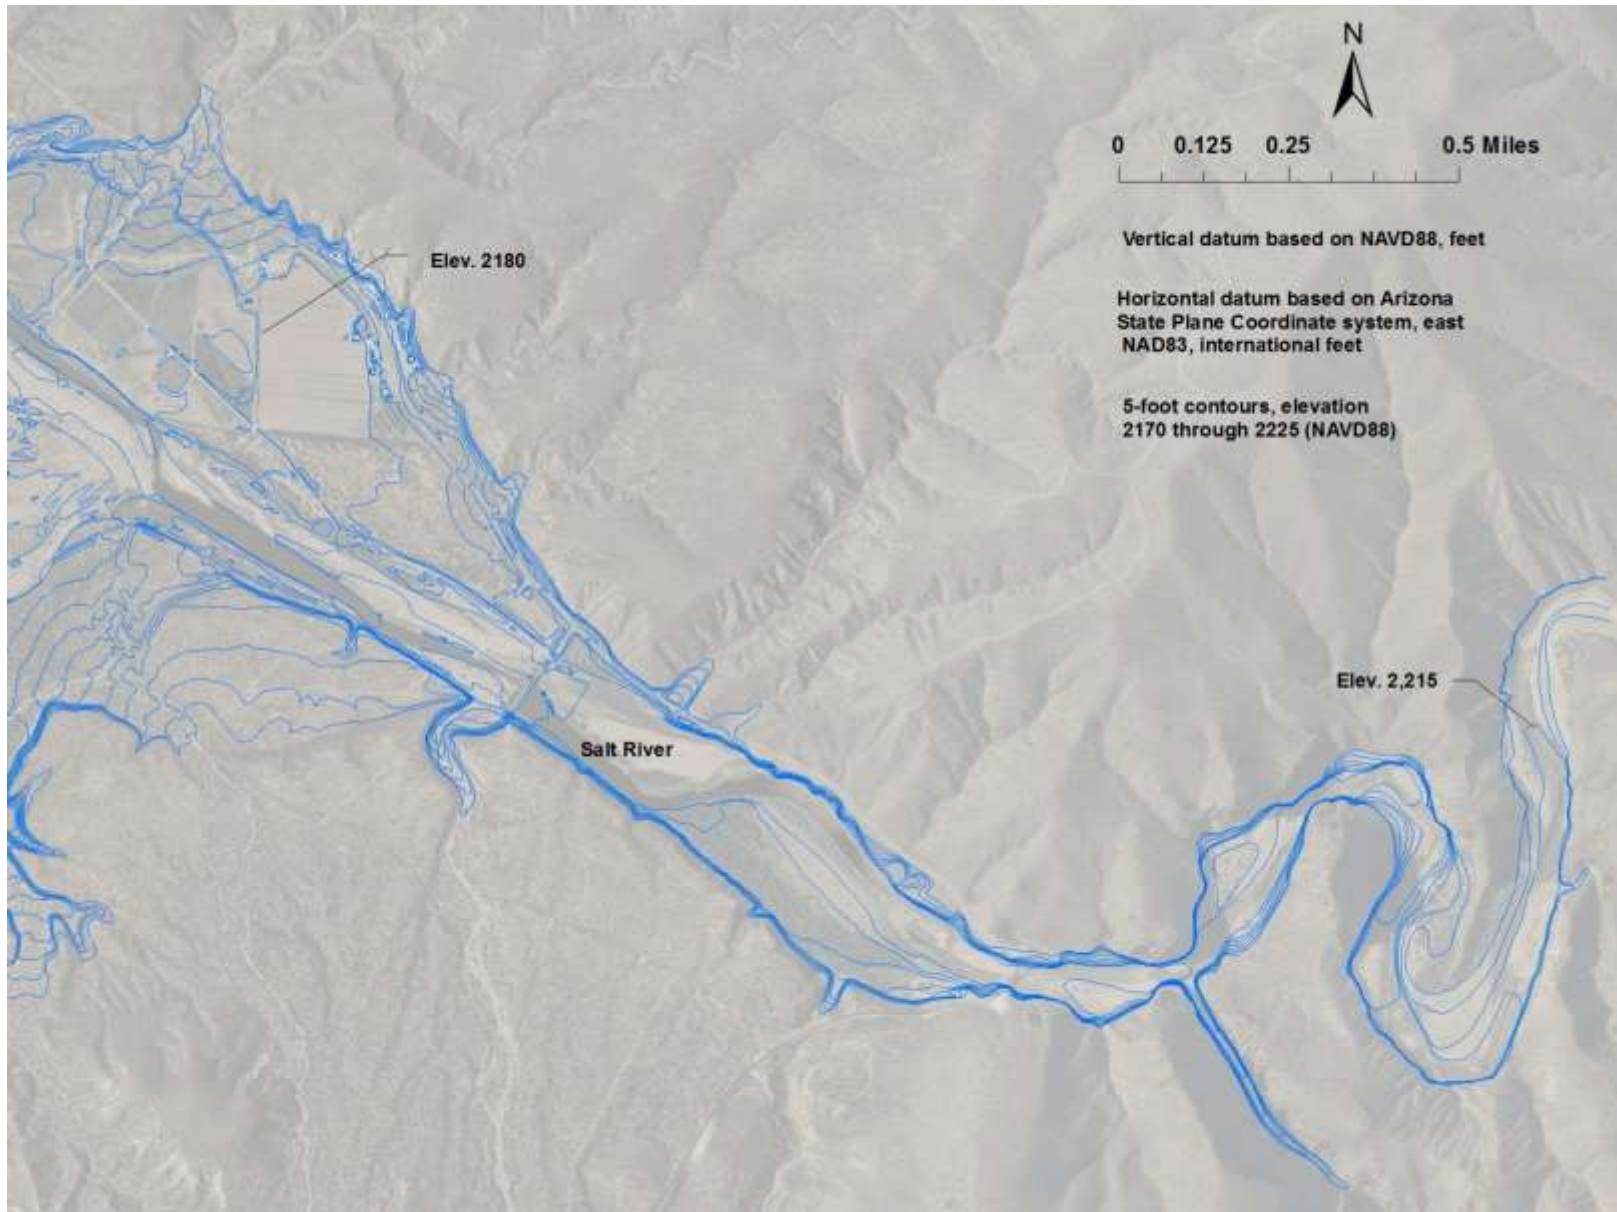 N
0 0.125 0.25 0.5 Miles
Vertical datum based on NAVD88, feet
Elev. 2180
Horizontal datum based on Arizona
State Plane Coordinate system, east
NAD83, international feet
5-foot contours, elevation
2170 through 2225 (NAVD88)
Elev. 2,215
Salt River